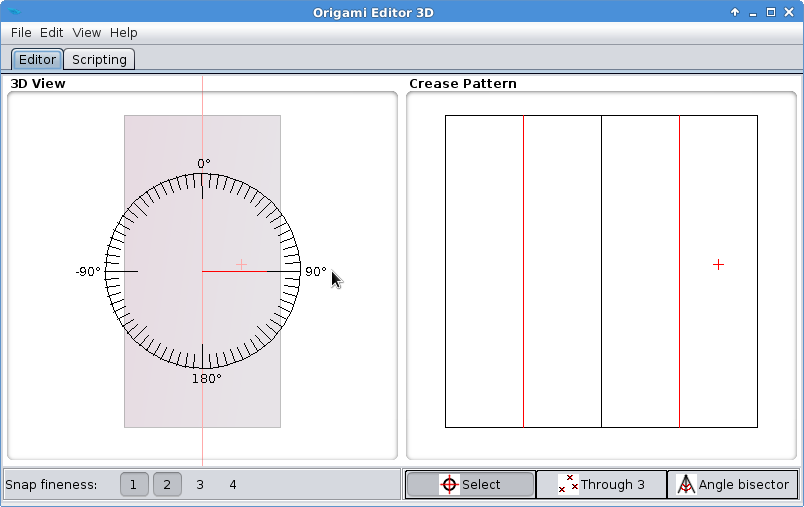 Origami Editor 3D
File Edit View Help
Editor Scripting
3D View
Crease Pattern
0°
-90°
90°
180°
Snap fineness: 1 2 3 4
Select Through 3 Angle bisector